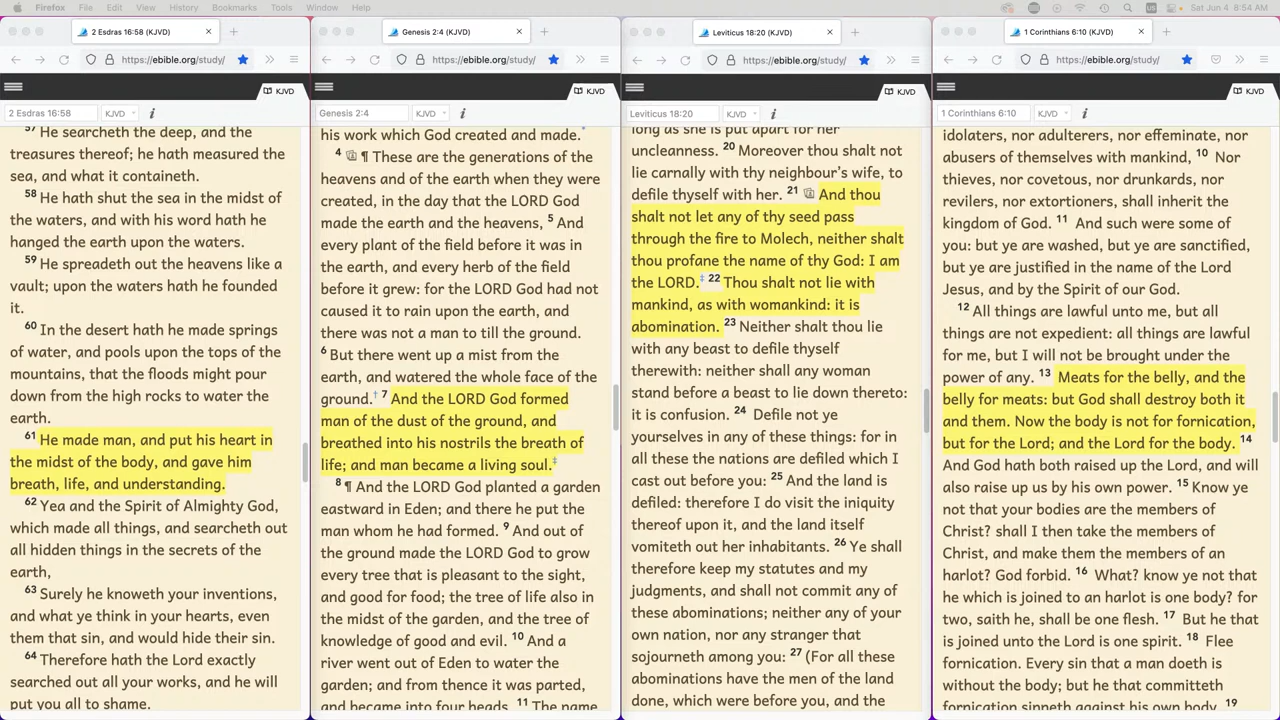 Firefox File Edit View History Bookmarks Tools Window Help Sat Jun 4 8:54 AM
2 Esdras 16:58 (KJVD)
https://ebible.org/study/
KJVD
2 Esdras 16:58 KJVD i
57 He searcheth the deep, and the
treasures thereof; he hath measured the
sea, and what it containeth.
58 He hath shut the sea in the midst of
the waters, and with his word hath he
hanged the earth upon the waters.
59 He spreadeth out the heavens like a
vault; upon the waters hath he founded
it.
60 In the desert hath he made springs
of water, and pools upon the tops of the
mountains, that the floods might pour
down from the high rocks to water the
earth.
61 He made man, and put his heart in
the midst of the body, and gave him
breath, life, and understanding.
62 Yea and the Spirit of Almighty God,
which made all things, and searcheth out
all hidden things in the secrets of the
earth,
63 Surely he knoweth your inventions,
and what ye think in your hearts, even
them that sin, and would hide their sin.
64 Therefore hath the Lord exactly
searched out all your works, and he will
put you all to shame.
Genesis 2:4 (KJVD)
https://ebible.org/study/
KJVD
Genesis 2:4 KJVD i
his work which God created and made.*
4 ¶ These are the generations of the
heavens and of the earth when they were
created, in the day that the LORD God
made the earth and the heavens, 5 And
every plant of the field before it was in
the earth, and every herb of the field
before it grew: for the LORD God had not
caused it to rain upon the earth, and
there was not a man to till the ground.
6 But there went up a mist from the
earth, and watered the whole face of the
ground.† 7 And the LORD God formed
man of the dust of the ground, and
breathed into his nostrils the breath of
life; and man became a living soul.‡
8 ¶ And the LORD God planted a garden
eastward in Eden; and there he put the
man whom he had formed. 9 And out of
the ground made the LORD God to grow
every tree that is pleasant to the sight,
and good for food; the tree of life also in
the midst of the garden, and the tree of
knowledge of good and evil. 10 And a
river went out of Eden to water the
garden; and from thence it was parted,
and became into four heads. 11 The name
Leviticus 18:20 (KJVD)
https://ebible.org/study/
KJVD
Leviticus 18:20 KJVD i
long as she is put apart for her
uncleanness. 20 Moreover thou shalt not
lie carnally with thy neighbour's wife, to
defile thyself with her. 21 And thou
shalt not let any of thy seed pass
through the fire to Molech, neither shalt
thou profane the name of thy God: I am
the LORD.‡ 22 Thou shalt not lie with
mankind, as with womankind: it is
abomination. 23 Neither shalt thou lie
with any beast to defile thyself
therewith: neither shall any woman
stand before a beast to lie down thereto:
it is confusion. 24 Defile not ye
yourselves in any of these things: for in
all these the nations are defiled which I
cast out before you: 25 And the land is
defiled: therefore I do visit the iniquity
thereof upon it, and the land itself
vomiteth out her inhabitants. 26 Ye shall
therefore keep my statutes and my
judgments, and shall not commit any of
these abominations; neither any of your
own nation, nor any stranger that
sojourneth among you: 27 (For all these
abominations have the men of the land
done, which were before you, and the
1 Corinthians 6:10 (KJVD)
https://ebible.org/study/
KJVD
1 Corinthians 6:10 KJVD i
idolaters, nor adulterers, nor effeminate, nor
abusers of themselves with mankind, 10 Nor
thieves, nor covetous, nor drunkards, nor
revilers, nor extortioners, shall inherit the
kingdom of God. 11 And such were some of
you: but ye are washed, but ye are sanctified,
but ye are justified in the name of the Lord
Jesus, and by the Spirit of our God.
12 All things are lawful unto me, but all
things are not expedient: all things are lawful
for me, but I will not be brought under the
power of any. 13 Meats for the belly, and the
belly for meats: but God shall destroy both it
and them. Now the body is not for fornication,
but for the Lord; and the Lord for the body. 14
And God hath both raised up the Lord, and will
also raise up us by his own power. 15 Know ye
not that your bodies are the members of
Christ? shall I then take the members of
Christ, and make them the members of an
harlot? God forbid. 16 What? know ye not that
he which is joined to an harlot is one body? for
two, saith he, shall be one flesh. 17 But he that
is joined unto the Lord is one spirit. 18 Flee
fornication. Every sin that a man doeth is
without the body; but he that committeth
fornication sinneth against his own body. 19